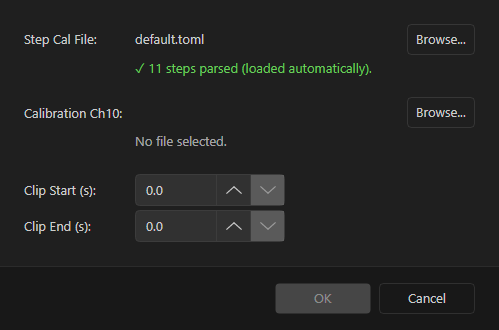 Step Cal File: default.toml Browse...
✓ 11 steps parsed (loaded automatically).
Calibration Ch10: Browse...
No file selected.
Clip Start (s): 0.0
Clip End (s): 0.0
OK Cancel